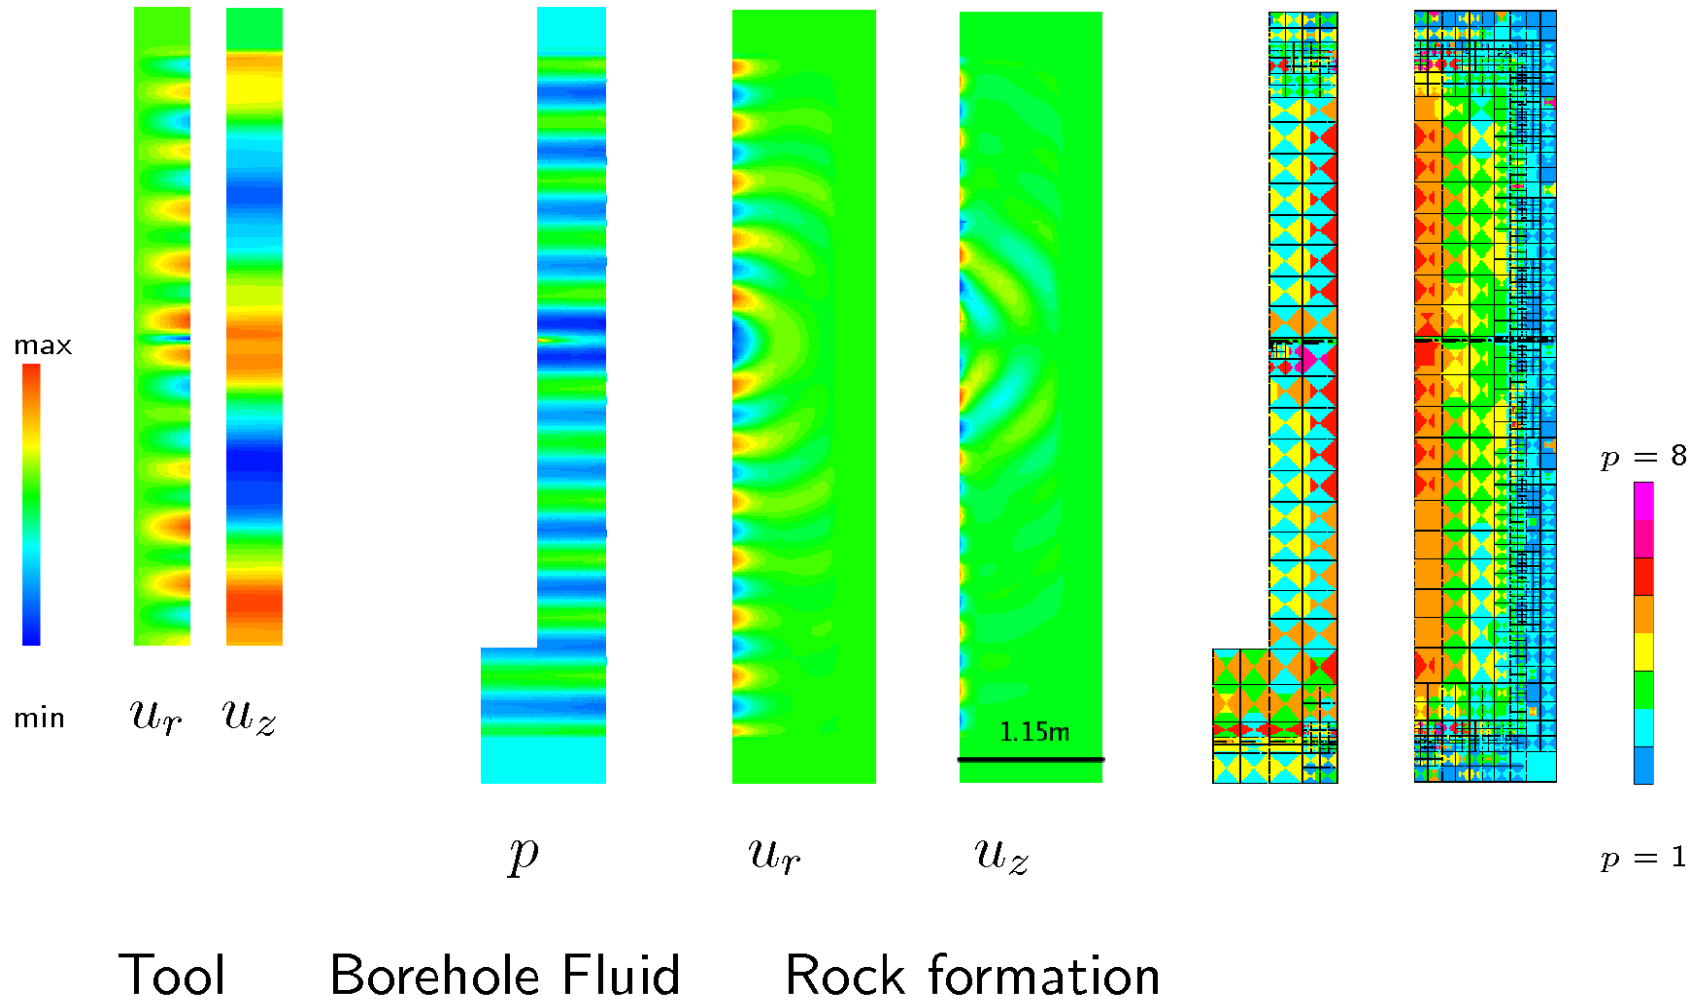 max
min
u_r
u_z
p
u_r
u_z
1.15m
p = 8
p = 1
Tool
Borehole Fluid
Rock formation